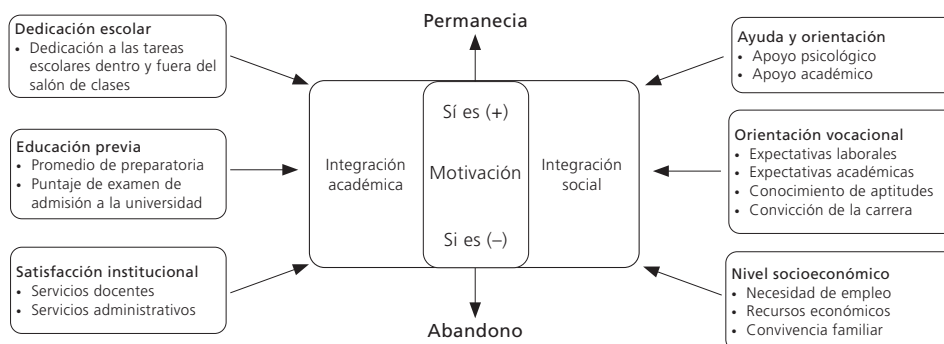 Permanecia
Dedicación escolar
• Dedicación a las tareas
escolares dentro y fuera del
salón de clases
Educación previa
• Promedio de preparatoria
• Puntaje de examen de
admisión a la universidad
Satisfacción institucional
• Servicios docentes
• Servicios administrativos
Integración
académica
Sí es (+)
Motivación
Si es (–)
Integración
social
Ayuda y orientación
• Apoyo psicológico
• Apoyo académico
Orientación vocacional
• Expectativas laborales
• Expectativas académicas
• Conocimiento de aptitudes
• Convicción de la carrera
Nivel socioeconómico
• Necesidad de empleo
• Recursos económicos
• Convivencia familiar
Abandono